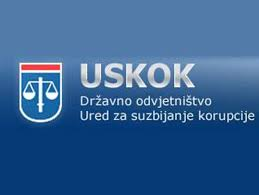 USKOK
Državno odvjetništvo
Ured za suzbijanje korupcije